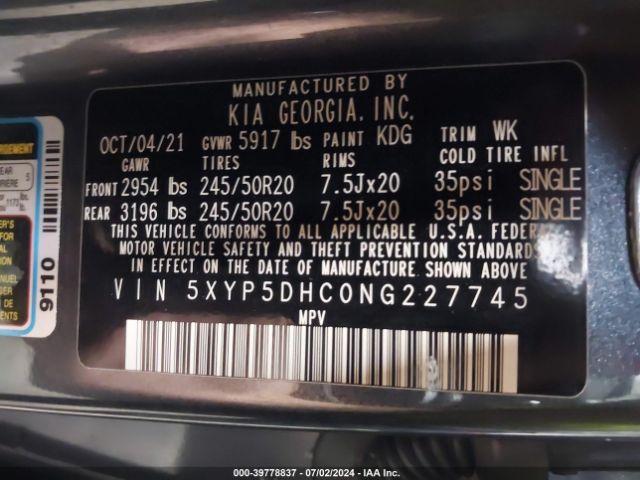 MANUFACTURED BY
KIA GEORGIA. INC.
OCT/04/21 GVWR 5917 lbs PAINT KDG TRIM WK
GAWR TIRES RIMS COLD TIRE INFL
FRONT 2954 lbs 245/50R20 7.5Jx20 35psi SINGLE
REAR 3196 lbs 245/50R20 7.5Jx20 35psi SINGLE
THIS VEHICLE CONFORMS TO ALL APPLICABLE U.S.A. FEDERAL
MOTOR VEHICLE SAFETY AND THEFT PREVENTION STANDARDS
IN EFFECT ON THE DATE OF MANUFACTURE SHOWN ABOVE
VIN 5XYP5DHC0NG227745
MPV
9110
000-39778837 - 07/02/2024 - IAA Inc.